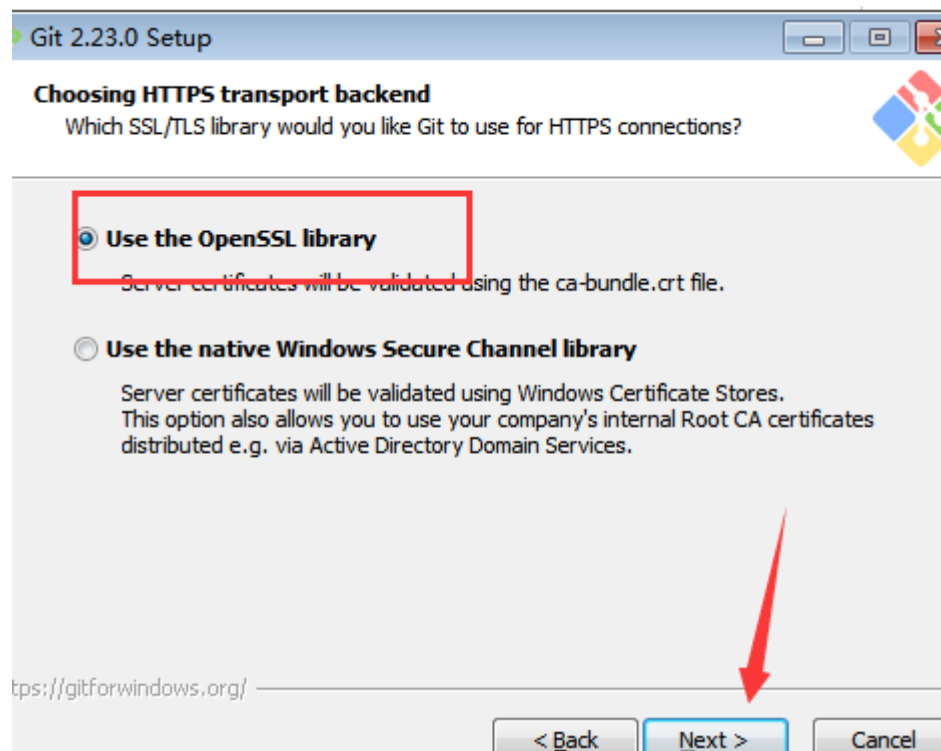 Git 2.23.0 Setup
Choosing HTTPS transport backend
Which SSL/TLS library would you like Git to use for HTTPS connections?
Use the OpenSSL library
Server certificates will be validated using the ca-bundle.crt file.
Use the native Windows Secure Channel library
Server certificates will be validated using Windows Certificate Stores.
This option also allows you to use your company's internal Root CA certificates
distributed e.g. via Active Directory Domain Services.
tps://gitforwindows.org/
< Back Next > Cancel